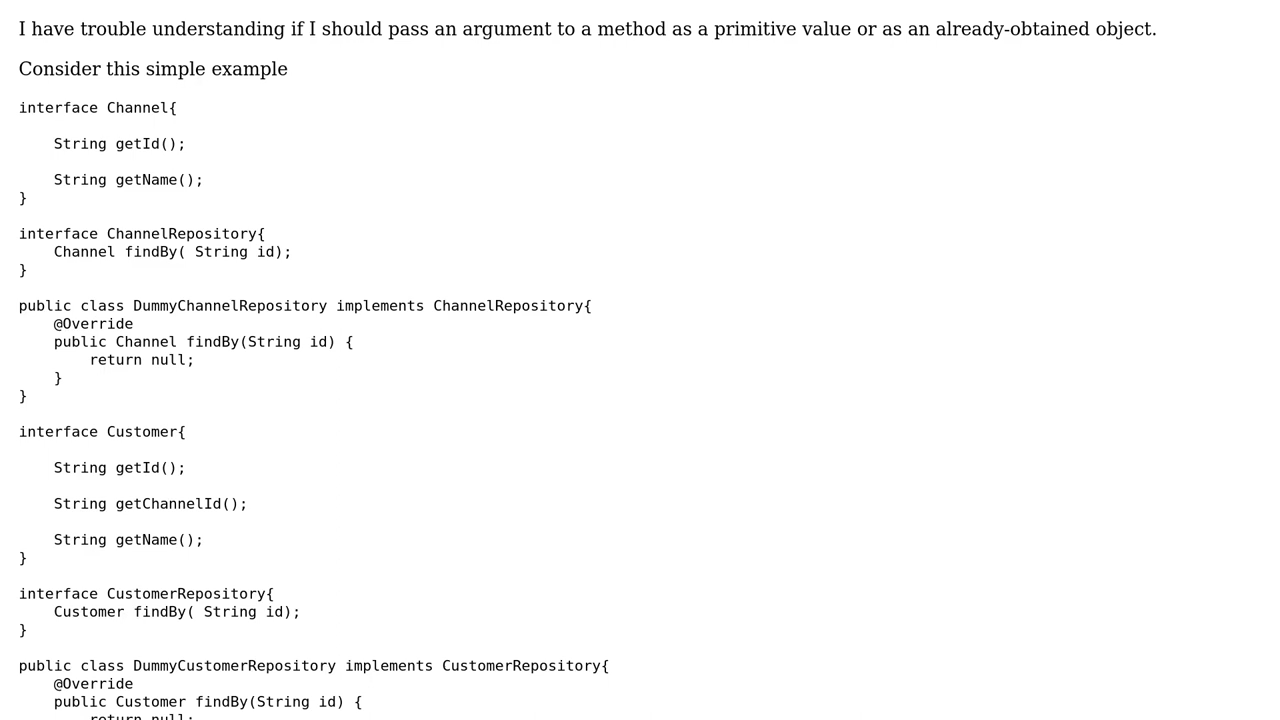 I have trouble understanding if I should pass an argument to a method as a primitive value or as an already-obtained object.
Consider this simple example
interface Channel{
    String getId();
    String getName();
}
interface ChannelRepository{
    Channel findBy( String id);
}
public class DummyChannelRepository implements ChannelRepository{
    @Override
    public Channel findBy(String id) {
        return null;
    }
}
interface Customer{
    String getId();
    String getChannelId();
    String getName();
}
interface CustomerRepository{
    Customer findBy( String id);
}
public class DummyCustomerRepository implements CustomerRepository{
    @Override
    public Customer findBy(String id) {
        return null;